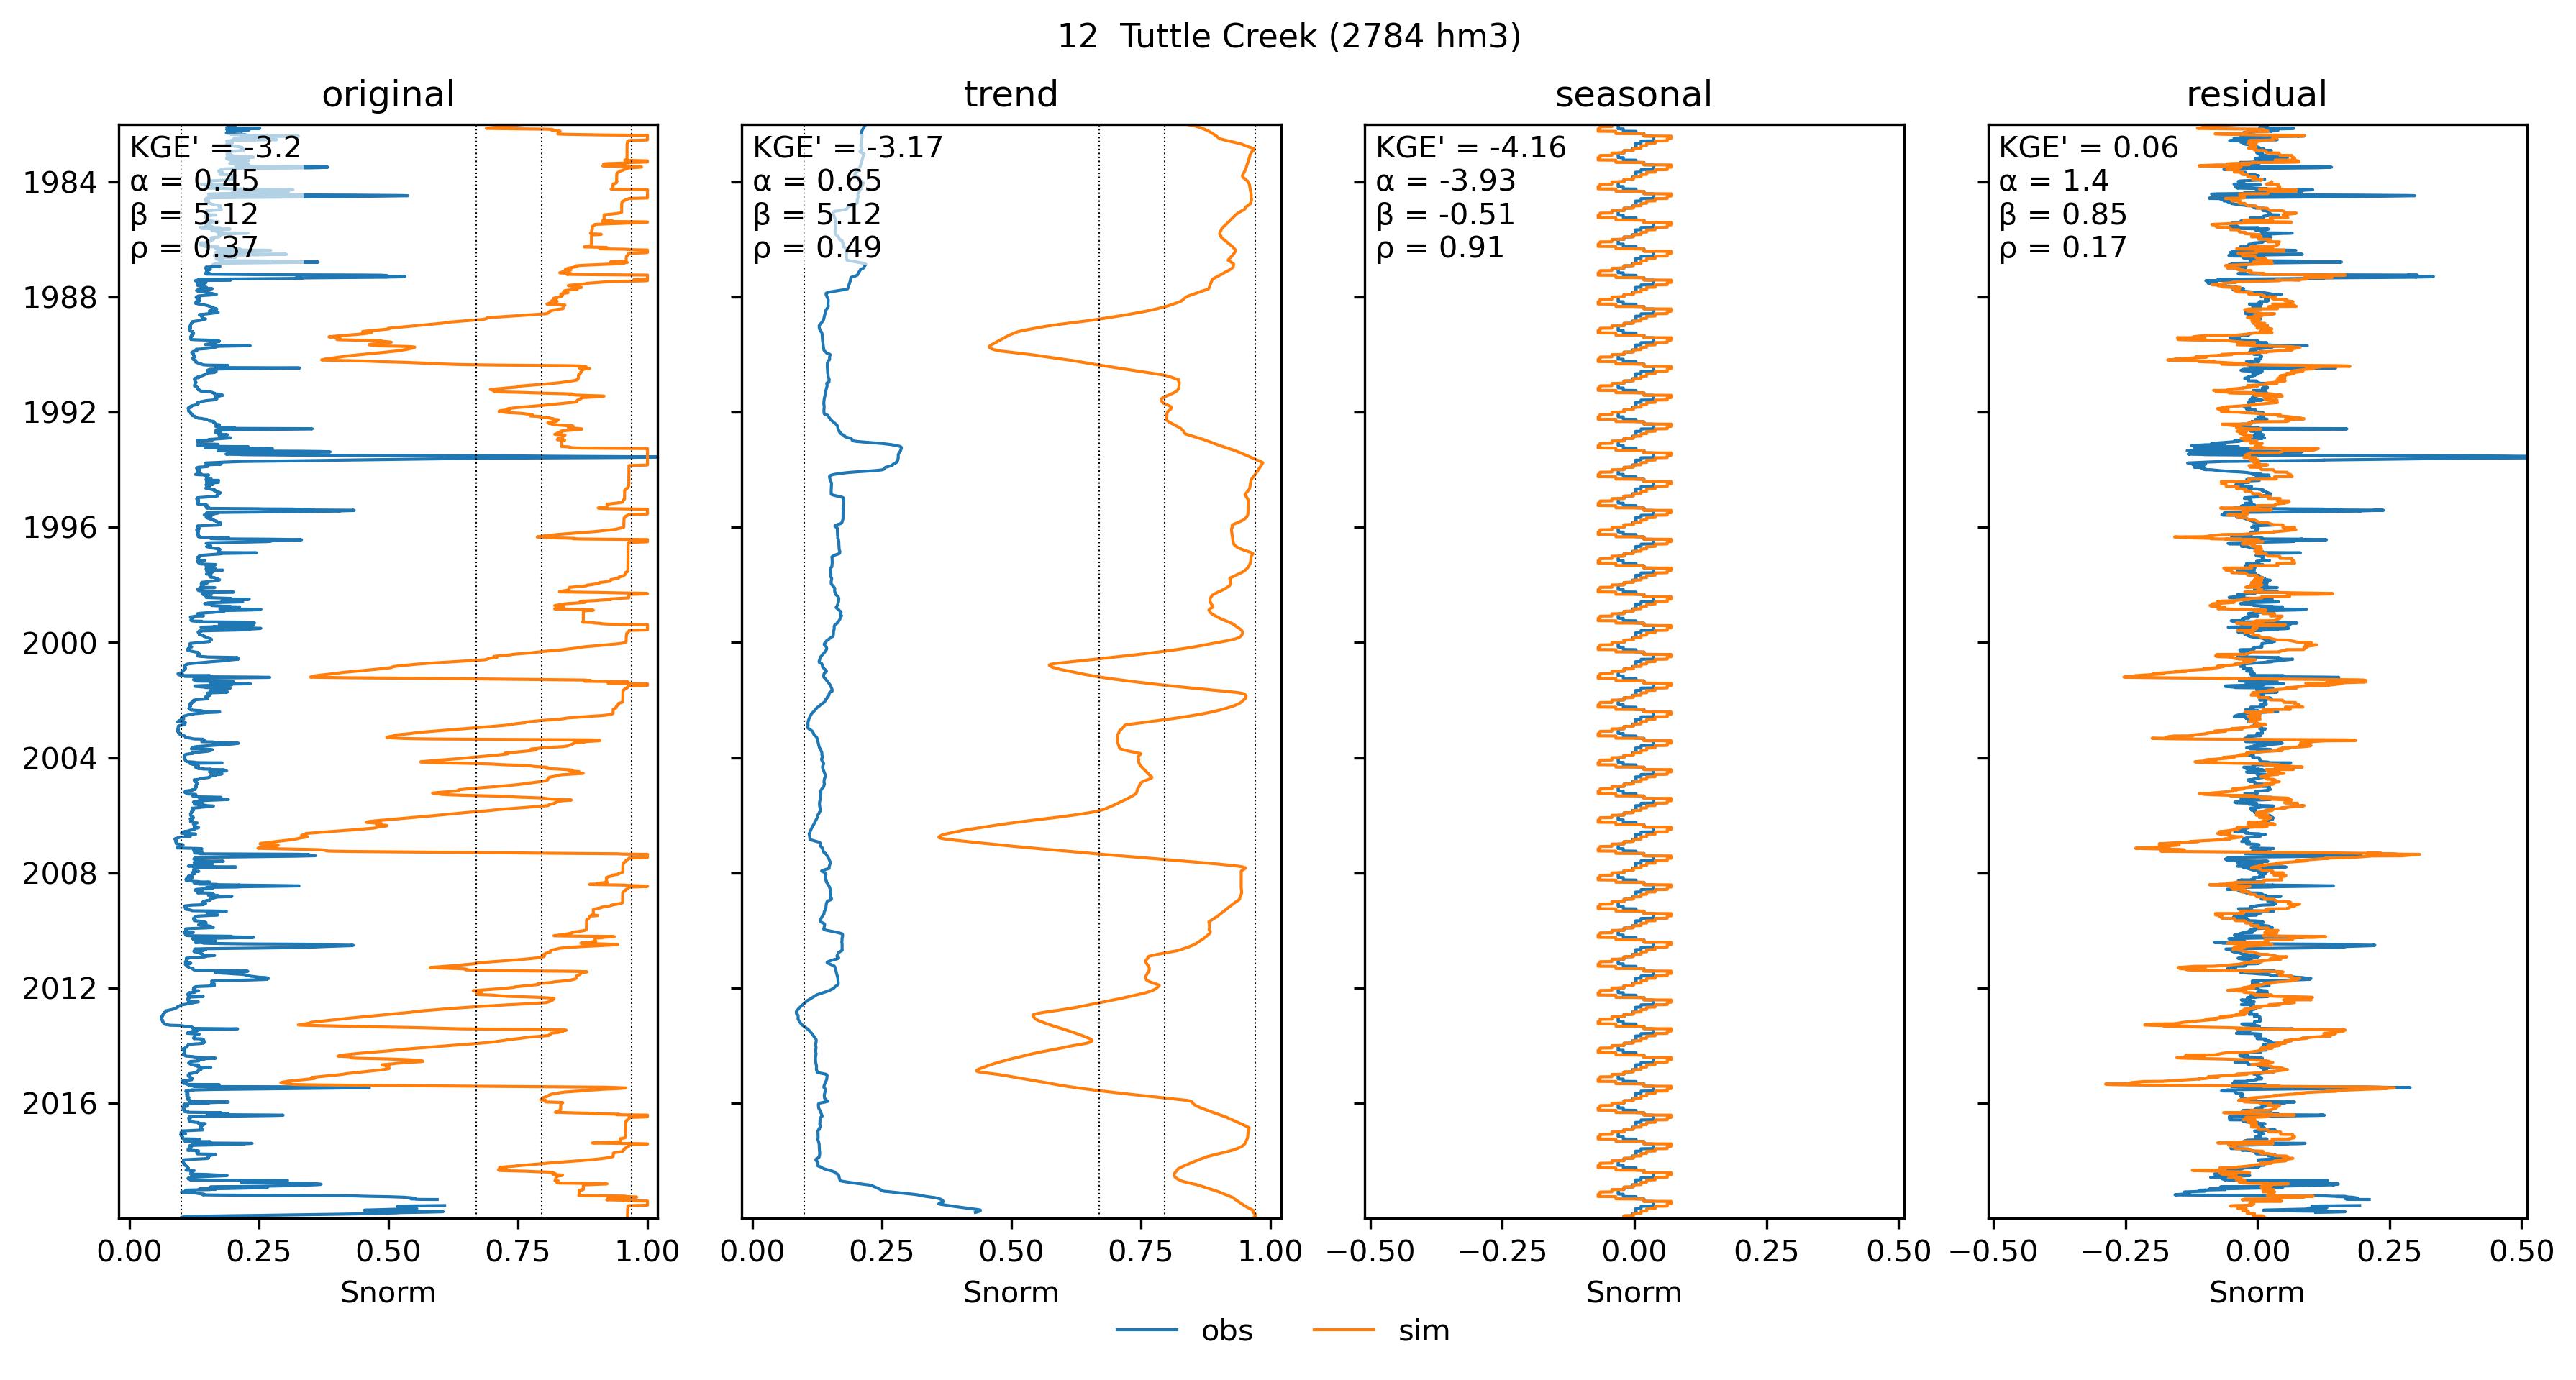 12  Tuttle Creek (2784 hm3)
original
trend
seasonal
residual
KGE' = -3.2
α = 0.45
β = 5.12
ρ = 0.37
KGE' = -3.17
α = 0.65
β = 5.12
ρ = 0.49
KGE' = -4.16
α = -3.93
β = -0.51
ρ = 0.91
KGE' = 0.06
α = 1.4
β = 0.85
ρ = 0.17
1984
1988
1992
1996
2000
2004
2008
2012
2016
0.00 0.25 0.50 0.75 1.00
0.00 0.25 0.50 0.75 1.00
−0.50 −0.25 0.00 0.25 0.50
−0.50 −0.25 0.00 0.25 0.50
Snorm
Snorm
Snorm
Snorm
obs
sim